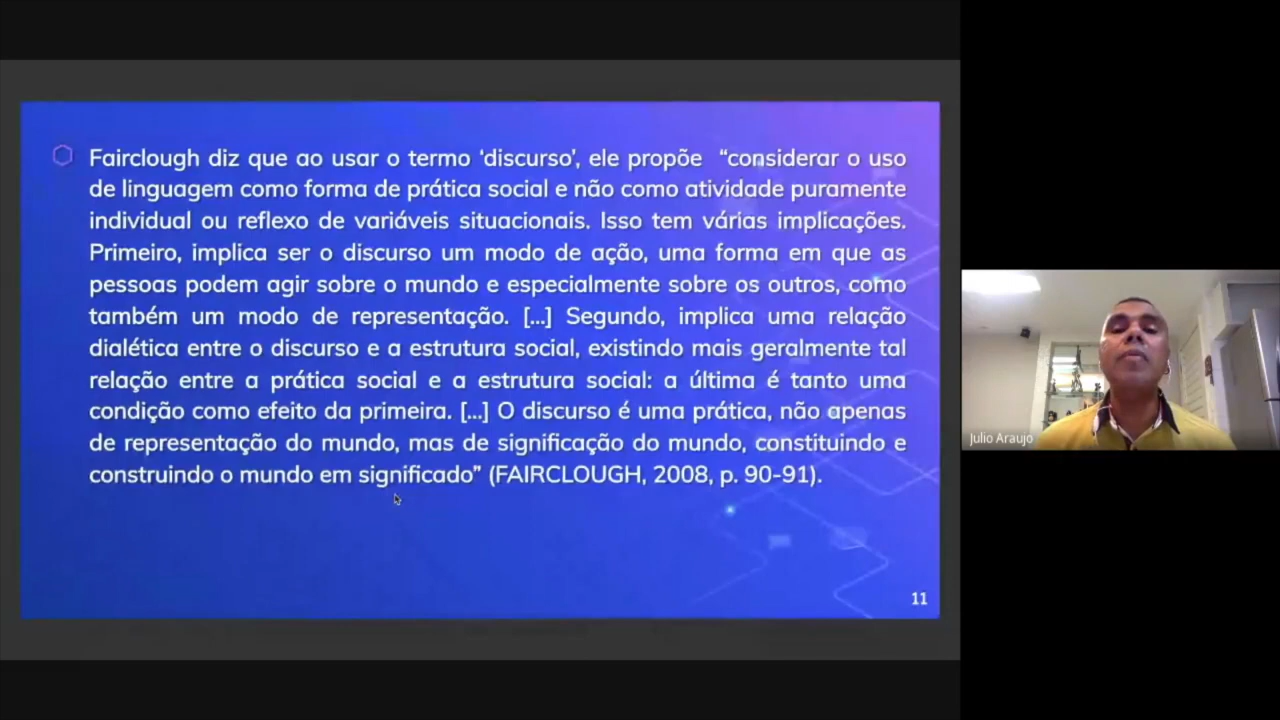 Fairclough diz que ao usar o termo ‘discurso’, ele propõe “considerar o uso
de linguagem como forma de prática social e não como atividade puramente
individual ou reflexo de variáveis situacionais. Isso tem várias implicações.
Primeiro, implica ser o discurso um modo de ação, uma forma em que as
pessoas podem agir sobre o mundo e especialmente sobre os outros, como
também um modo de representação. [...] Segundo, implica uma relação
dialética entre o discurso e a estrutura social, existindo mais geralmente tal
relação entre a prática social e a estrutura social: a última é tanto uma
condição como efeito da primeira. [...] O discurso é uma prática, não apenas
de representação do mundo, mas de significação do mundo, constituindo e
construindo o mundo em significado” (FAIRCLOUGH, 2008, p. 90-91).
11
Julio Araujo